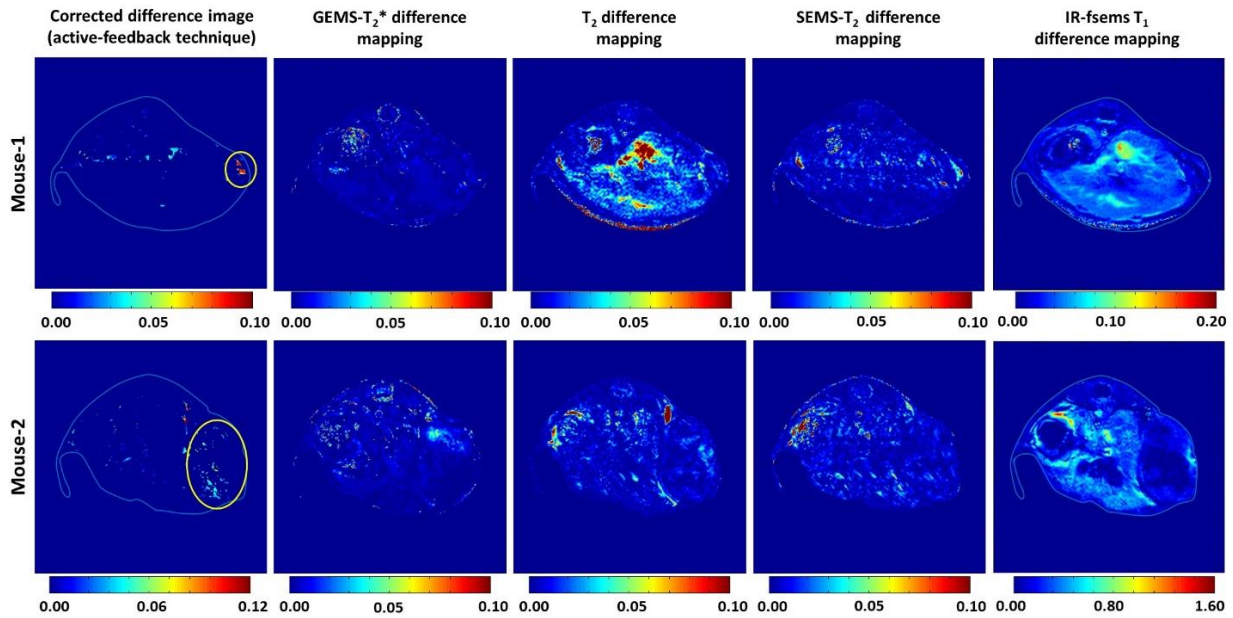 Corrected difference image
(active-feedback technique)
GEMS-T₂* difference
mapping
T₂ difference
mapping
SEMS-T₂ difference
mapping
IR-fsems T₁
difference mapping
Mouse-1
0.00 0.05 0.10
0.00 0.05 0.10
0.00 0.05 0.10
0.00 0.05 0.10
0.00 0.10 0.20
Mouse-2
0.00 0.06 0.12
0.00 0.05 0.10
0.00 0.05 0.10
0.00 0.05 0.10
0.00 0.80 1.60